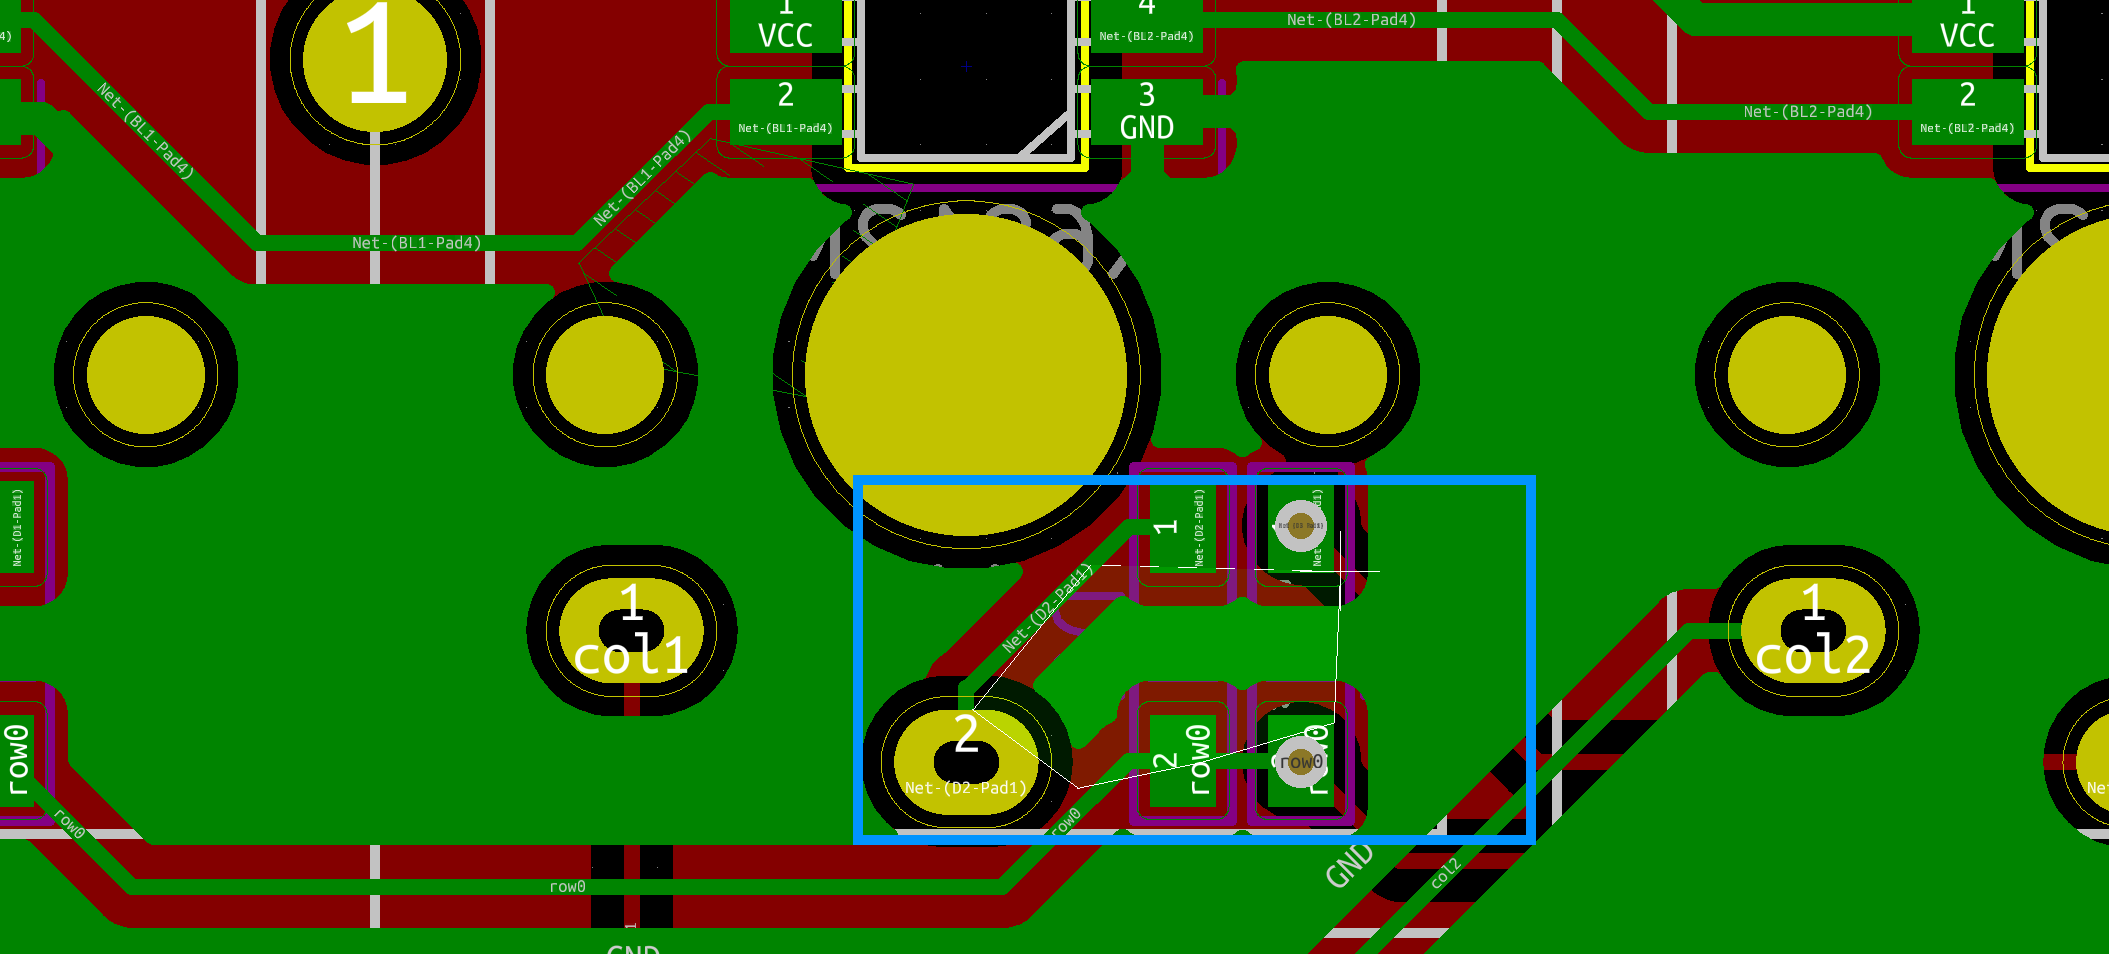 4)
1
1
VCC
4
Net-(BL2-Pad4)
Net-(BL2-Pad4)
1
VCC
Net-(BL1-Pad4)
2
Net-(BL1-Pad4)
3
GND
Net-(BL2-Pad4)
2
Net-(BL2-Pad4)
Net-(BL1-Pad4)
Net-(BL1-Pad4)
Net-(D1-Pad1)
1
Net-(D2-Pad1)
Net-(D2-Pad1)
1
col1
1
col2
2
Net-(D2-Pad1)
row0
2
row0
row0
row0
Net
row0
row0
row0
col2
GND
1
GND